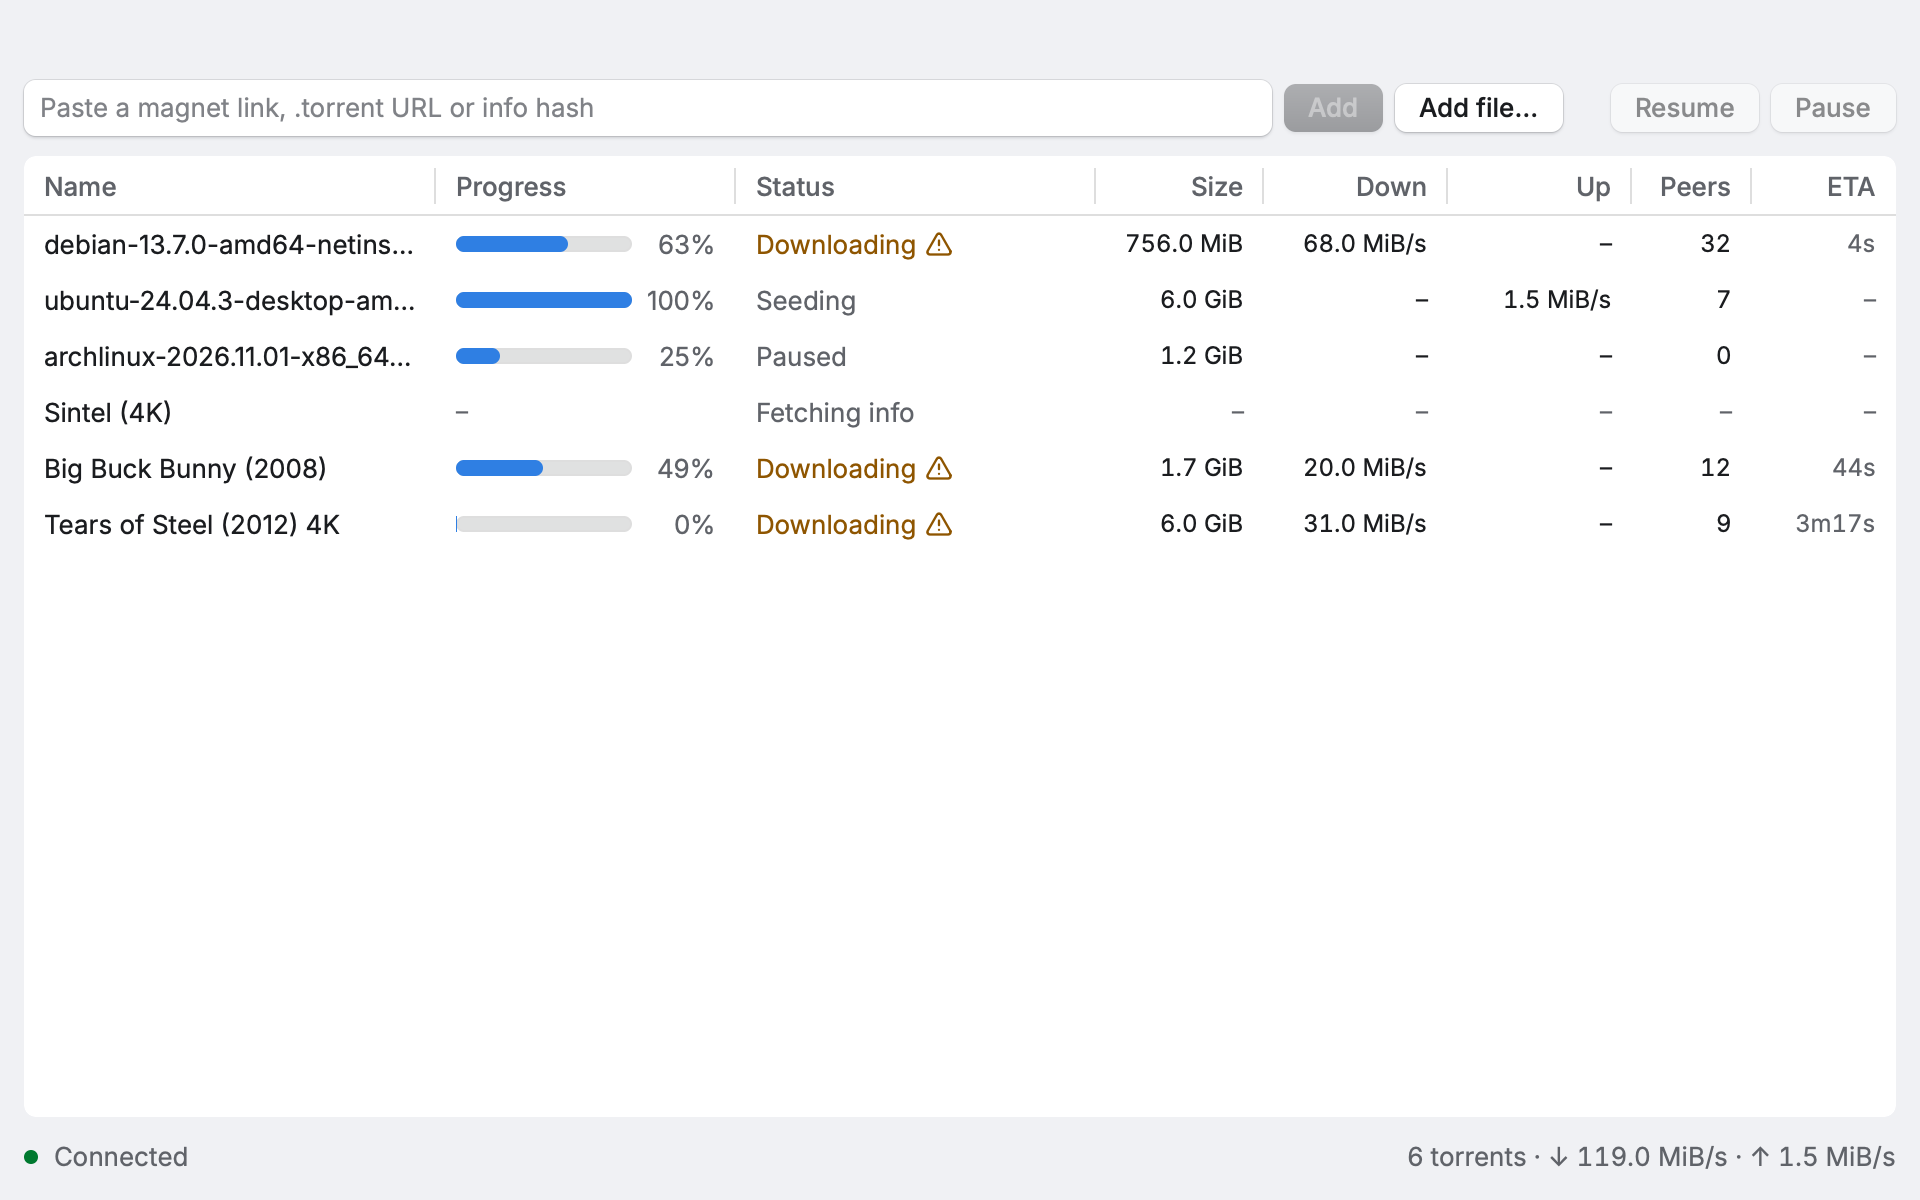 Paste a magnet link, .torrent URL or info hash Add Add file... Resume Pause
Name Progress Status Size Down Up Peers ETA
debian-13.7.0-amd64-netins... 63% Downloading 756.0 MiB 68.0 MiB/s – 32 4s
ubuntu-24.04.3-desktop-am... 100% Seeding 6.0 GiB – 1.5 MiB/s 7 –
archlinux-2026.11.01-x86_64... 25% Paused 1.2 GiB – – 0 –
Sintel (4K) – Fetching info – – – – –
Big Buck Bunny (2008) 49% Downloading 1.7 GiB 20.0 MiB/s – 12 44s
Tears of Steel (2012) 4K 0% Downloading 6.0 GiB 31.0 MiB/s – 9 3m17s
Connected 6 torrents · ↓ 119.0 MiB/s · ↑ 1.5 MiB/s